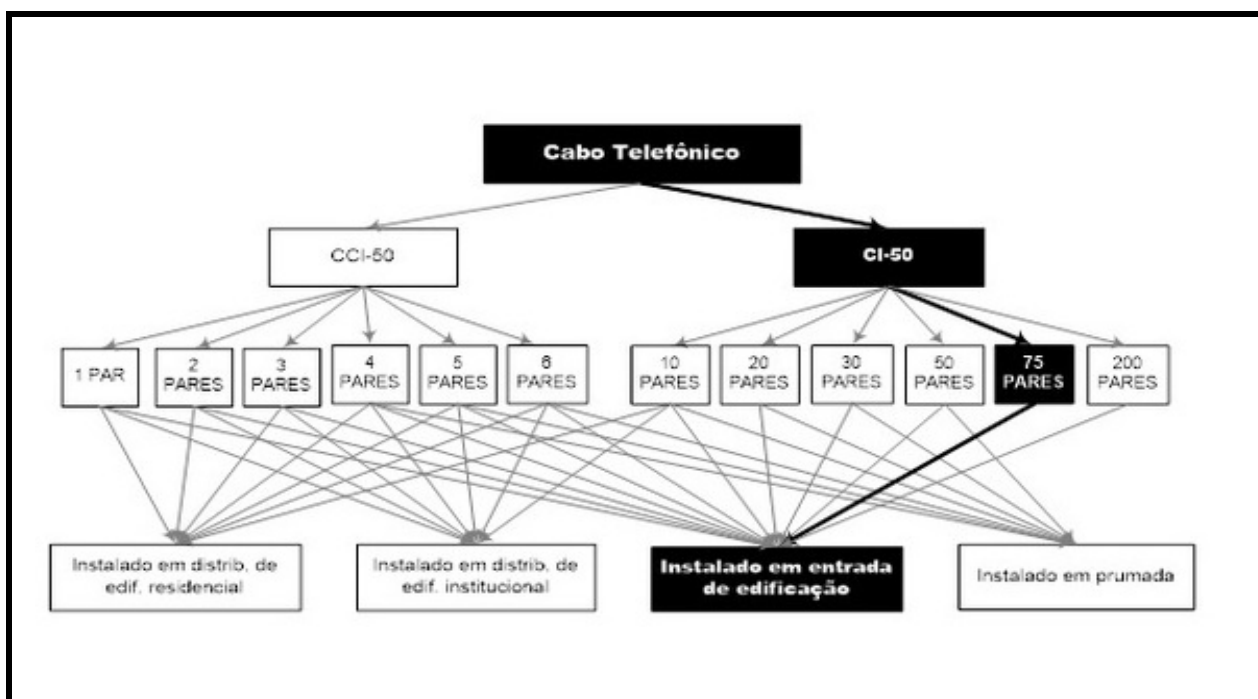 Cabo Telefônico
CCI-50
CI-50
1 PAR
2
PARES
3
PARES
4
PARES
5
PARES
6
PARES
10
PARES
20
PARES
30
PARES
50
PARES
75
PARES
200
PARES
Instalado em distrib. de
edif. residencial
Instalado em distrib. de
edif. institucional
Instalado em entrada
de edificação
Instalado em prumada